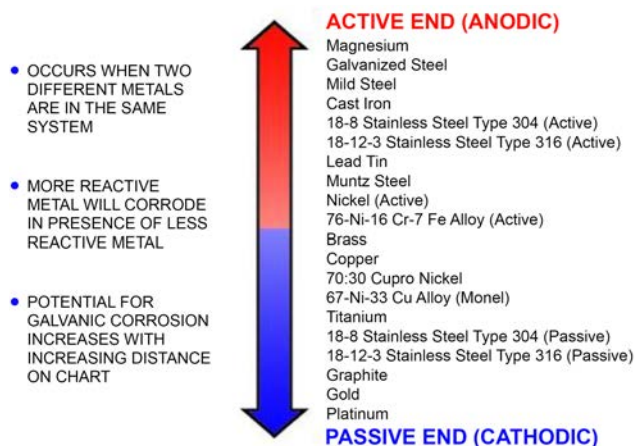 • OCCURS WHEN TWO
DIFFERENT METALS
ARE IN THE SAME
SYSTEM
• MORE REACTIVE
METAL WILL CORRODE
IN PRESENCE OF LESS
REACTIVE METAL
• POTENTIAL FOR
GALVANIC CORROSION
INCREASES WITH
INCREASING DISTANCE
ON CHART
ACTIVE END (ANODIC)
Magnesium
Galvanized Steel
Mild Steel
Cast Iron
18-8 Stainless Steel Type 304 (Active)
18-12-3 Stainless Steel Type 316 (Active)
Lead Tin
Muntz Steel
Nickel (Active)
76-Ni-16 Cr-7 Fe Alloy (Active)
Brass
Copper
70:30 Cupro Nickel
67-Ni-33 Cu Alloy (Monel)
Titanium
18-8 Stainless Steel Type 304 (Passive)
18-12-3 Stainless Steel Type 316 (Passive)
Graphite
Gold
Platinum
PASSIVE END (CATHODIC)